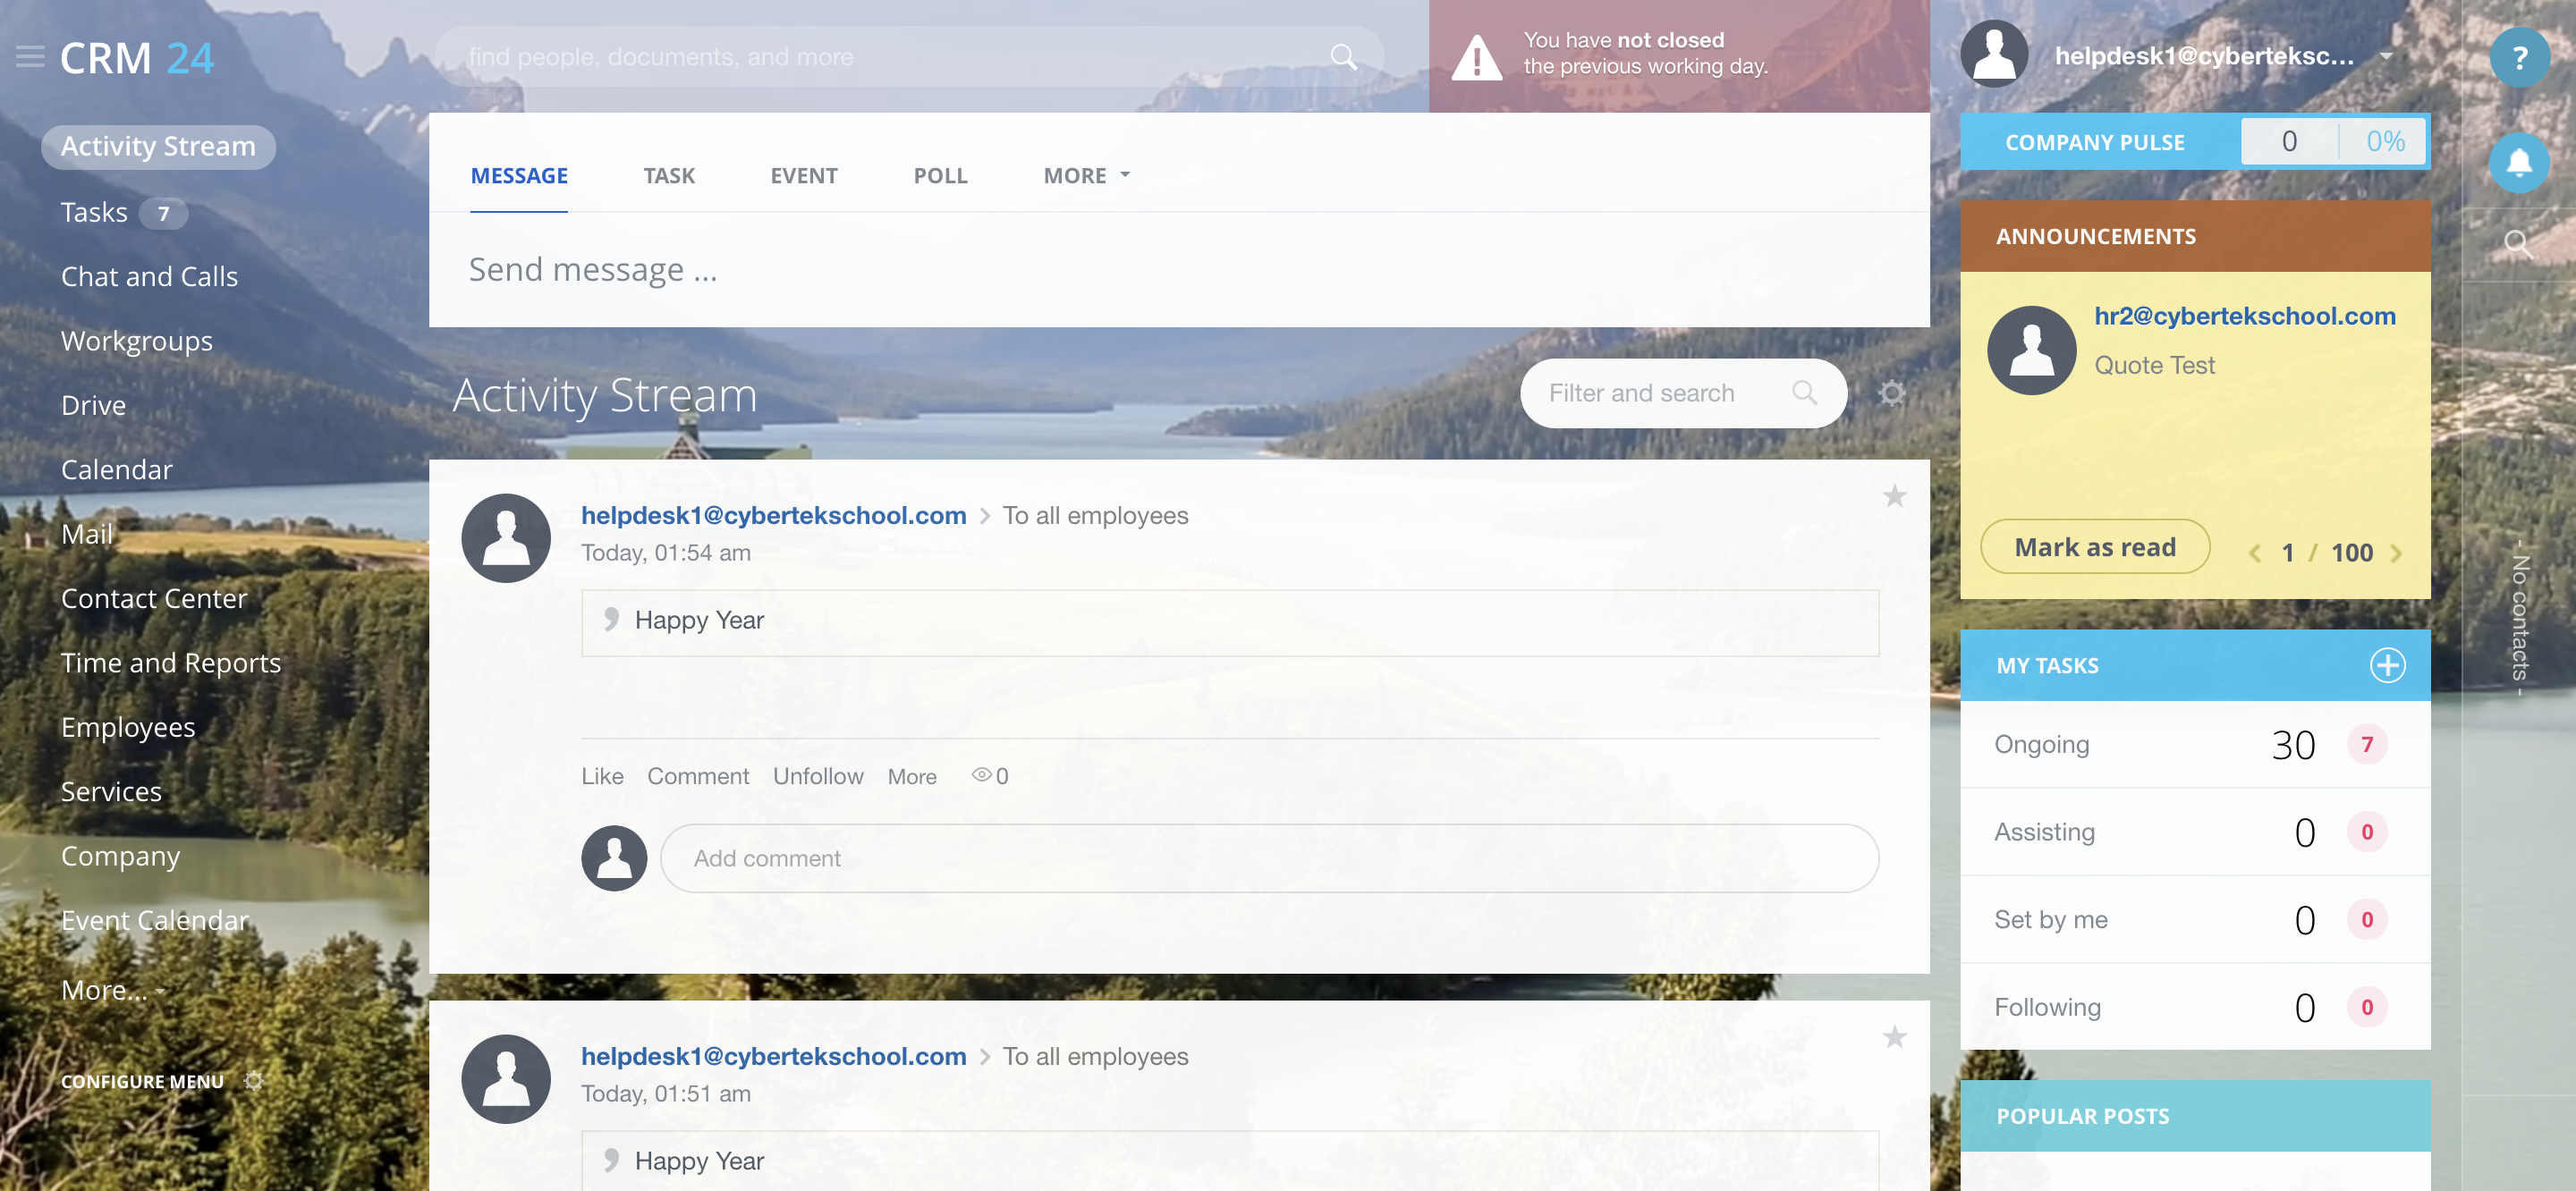 CRM 24
find people, documents, and more
You have not closed
the previous working day.
helpdesk1@cyberteksc...
?
Activity Stream
Tasks 7
Chat and Calls
Workgroups
Drive
Calendar
Mail
Contact Center
Time and Reports
Employees
Services
Company
Event Calendar
More...
CONFIGURE MENU
MESSAGE TASK EVENT POLL MORE
Send message ...
Activity Stream
Filter and search
helpdesk1@cybertekschool.com > To all employees
Today, 01:54 am
Happy Year
Like Comment Unfollow More 0
Add comment
helpdesk1@cybertekschool.com > To all employees
Today, 01:51 am
Happy Year
COMPANY PULSE 0 0%
ANNOUNCEMENTS
hr2@cybertekschool.com
Quote Test
Mark as read 1 / 100
MY TASKS
Ongoing 30 7
Assisting 0 0
Set by me 0 0
Following 0 0
POPULAR POSTS
- No contacts -